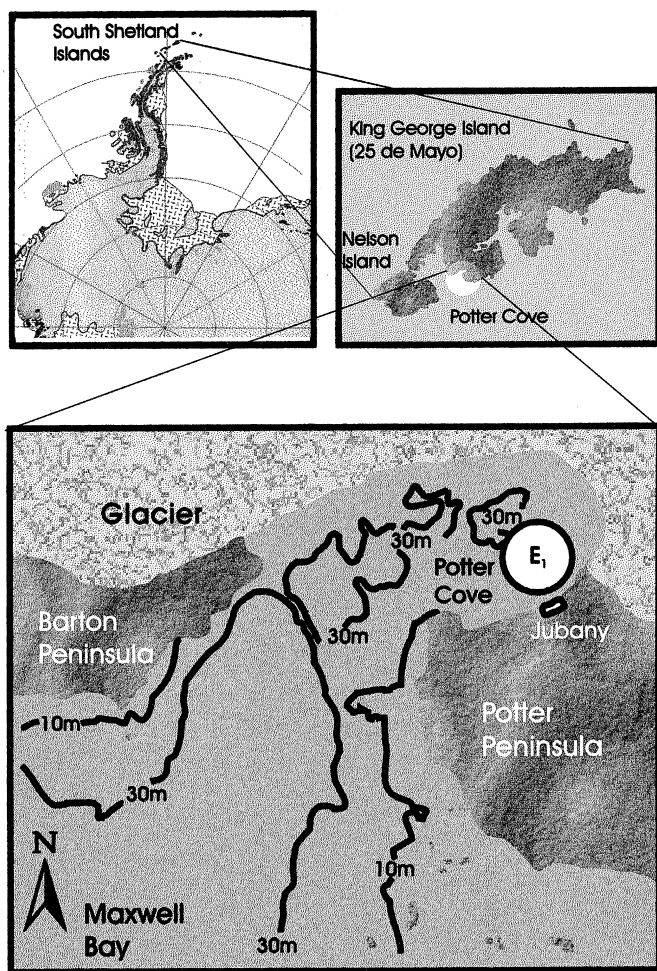 South Shetland
Islands
King George Island
(25 de Mayo)
Nelson
Island
Potter Cove
Glacier
30m
30m
E1
Potter
Cove
Barton
Peninsula
30m
Jubany
Potter
Peninsula
10m
30m
N
10m
Maxwell
Bay
30m